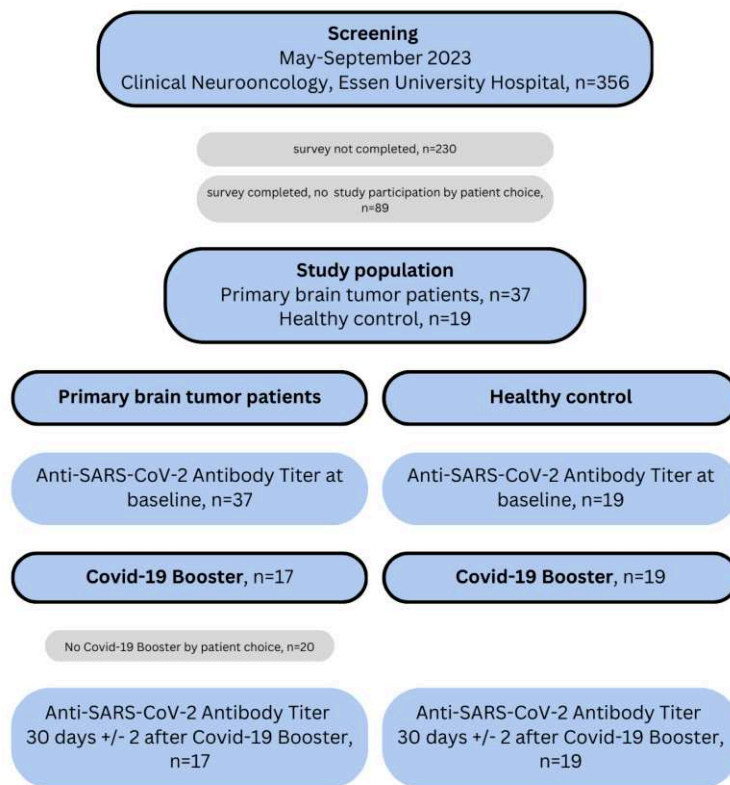 Screening
May-September 2023
Clinical Neurooncology, Essen University Hospital, n=356
survey not completed, n=230
survey completed, no study participation by patient choice,
n=89
Study population
Primary brain tumor patients, n=37
Healthy control, n=19
Primary brain tumor patients
Healthy control
Anti-SARS-CoV-2 Antibody Titer at
baseline, n=37
Anti-SARS-CoV-2 Antibody Titer at
baseline, n=19
Covid-19 Booster, n=17
Covid-19 Booster, n=19
No Covid-19 Booster by patient choice, n=20
Anti-SARS-CoV-2 Antibody Titer
30 days +/- 2 after Covid-19 Booster,
n=17
Anti-SARS-CoV-2 Antibody Titer
30 days +/- 2 after Covid-19 Booster,
n=19